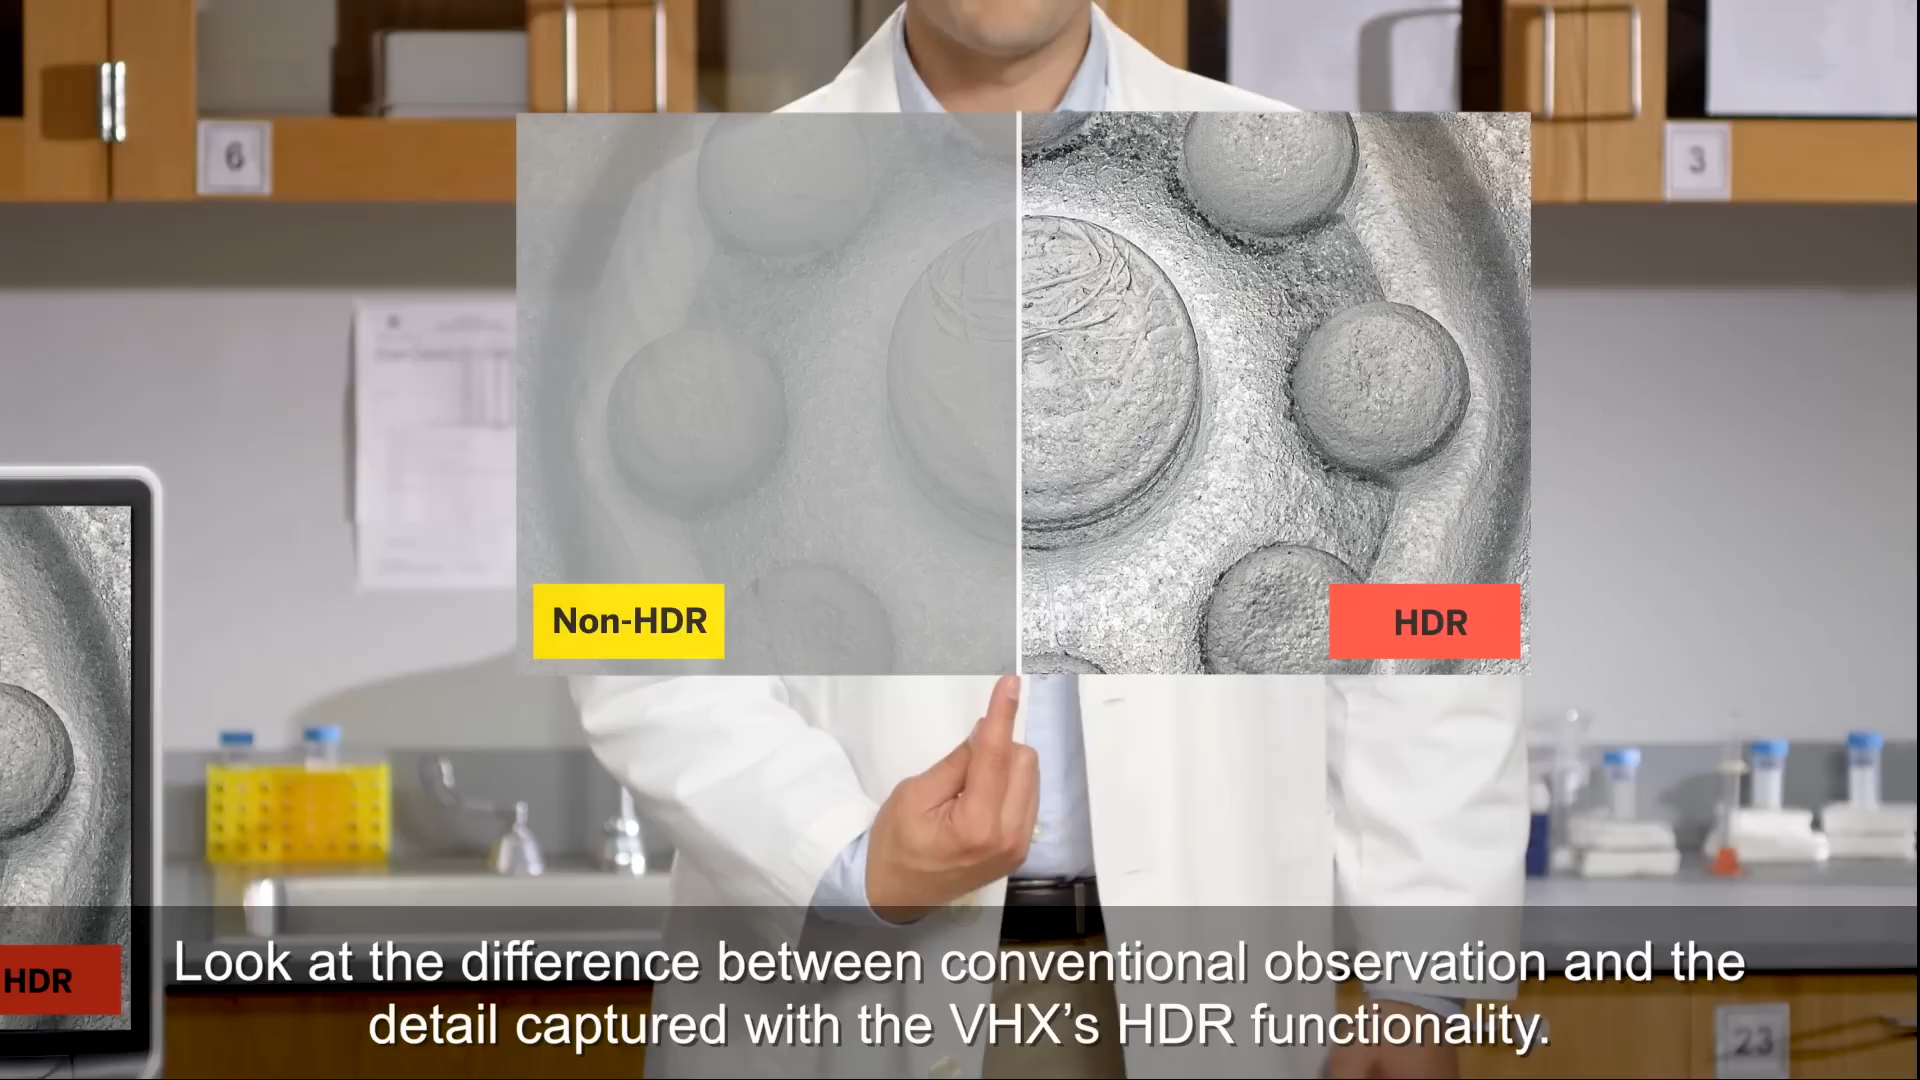 6
3
Non-HDR
HDR
HDR
Look at the difference between conventional observation and the
detail captured with the VHX’s HDR functionality.
23